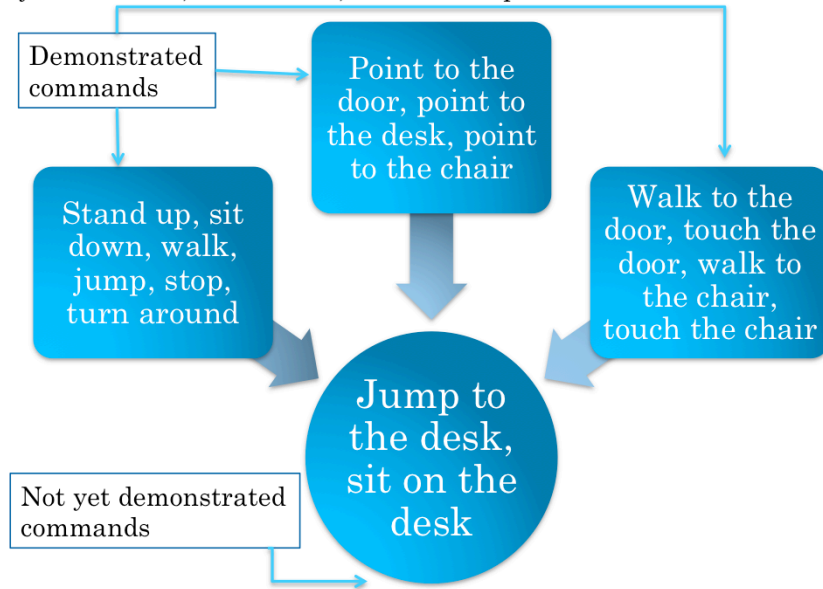 Demonstrated
commands
Point to the
door, point to
the desk, point
to the chair
Stand up, sit
down, walk,
jump, stop,
turn around
Walk to the
door, touch the
door, walk to
the chair,
touch the chair
Jump to
the desk,
sit on the
desk
Not yet demonstrated
commands